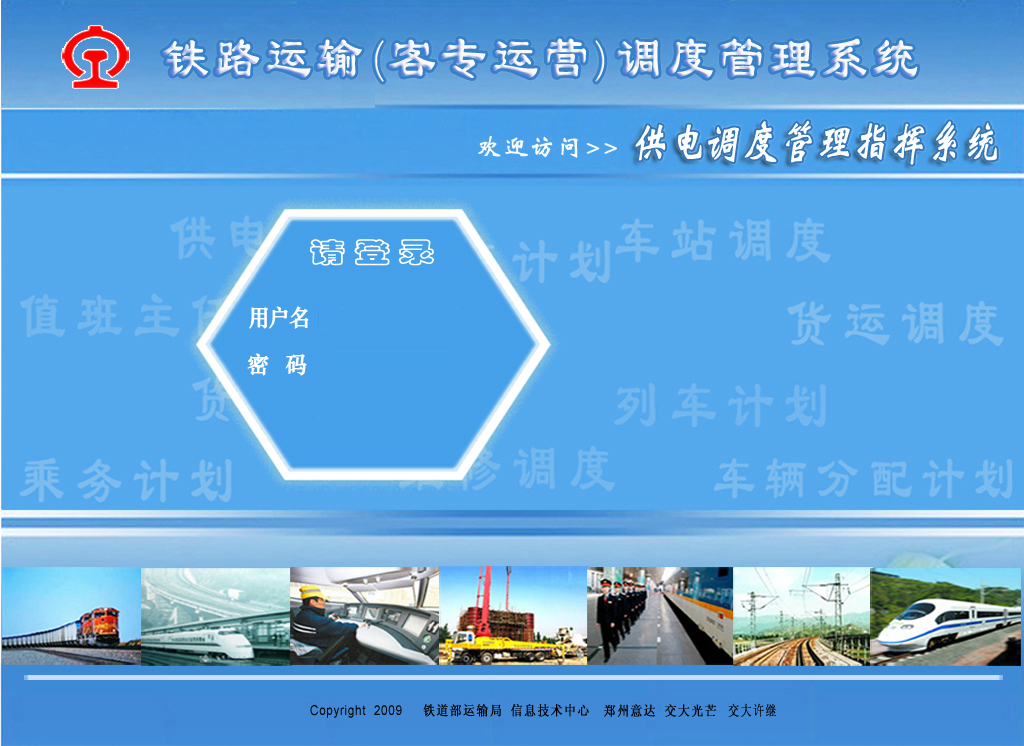 铁路运输(客专运营)调度管理系统
欢迎访问>> 供电调度管理指挥系统
供电
计划
车站调度
请登录
值班主任
用户名
货运调度
密 码
货
列车计划
乘务计划
修调度
车辆分配计划
Copyright 2009 铁道部运输局 信息技术中心 郑州意达 交大光芒 交大许继